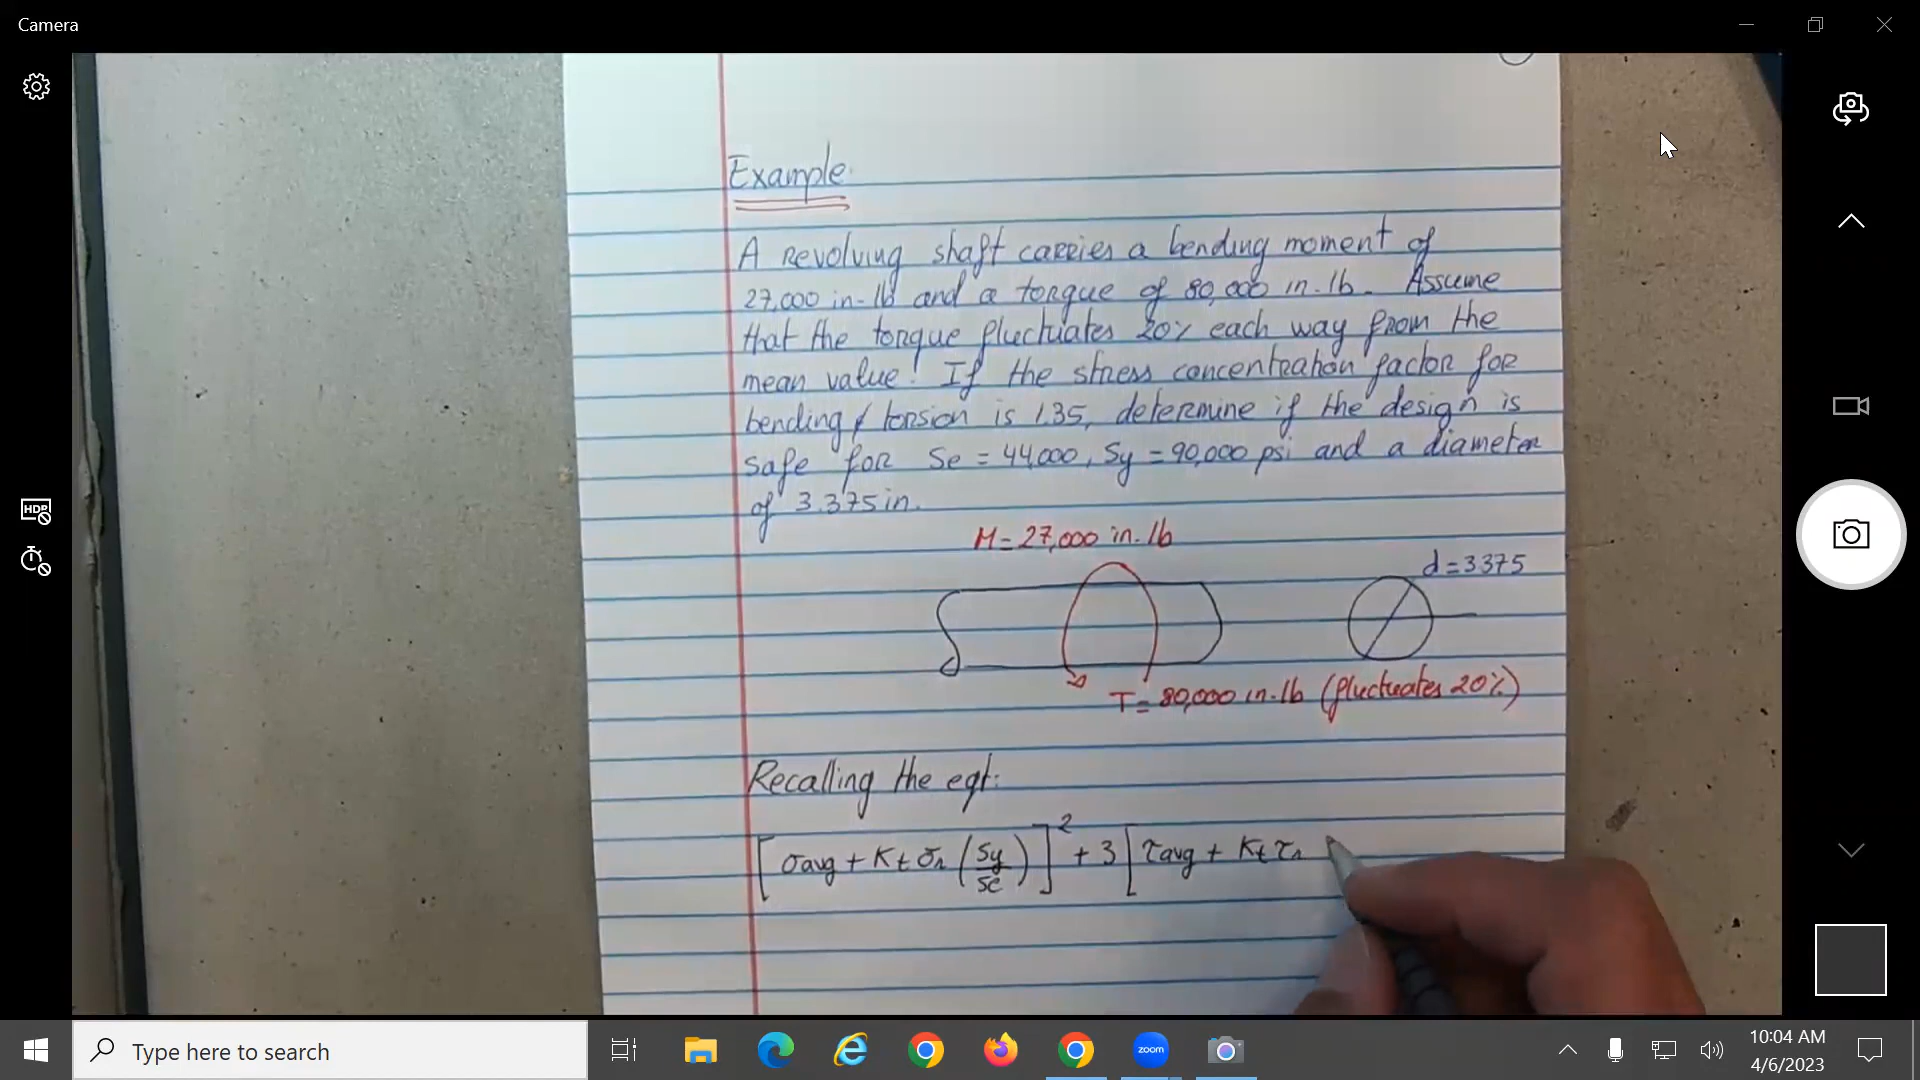 Camera
Example
A revolving shaft carries a bending moment of
27,000 in-lb and a torque of 80,000 in.lb. Assume
that the torque fluctuates 20% each way from the
mean value! If the stress concentration factor for
bending & torsion is 1.35, determine if the design is
safe for Se = 44,000, Sy = 90,000 psi and a diameter
of 3.375 in.
M = 27,000 in.lb
d = 3375
T = 80,000 in.lb (fluctuates 20%)
Recalling the eqt:
[σavg + Kt σr (Sy/Se)]² + 3 [τavg + Kt τr
HDR
Type here to search
zoom
10:04 AM
4/6/2023